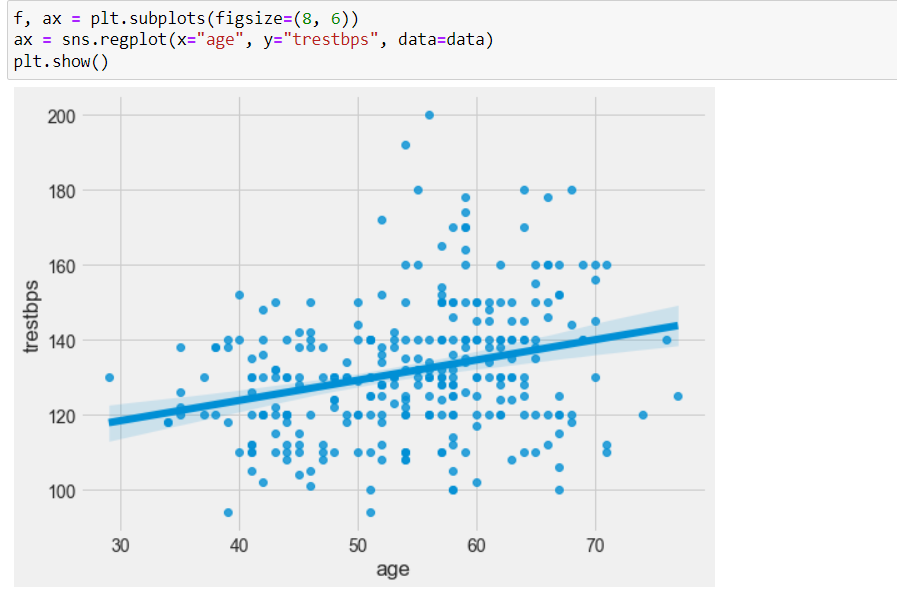 f, ax = plt.subplots(figsize=(8, 6))
ax = sns.regplot(x="age", y="trestbps", data=data)
plt.show()
200
180
160
trestbps
140
120
100
30 40 50 60 70
age